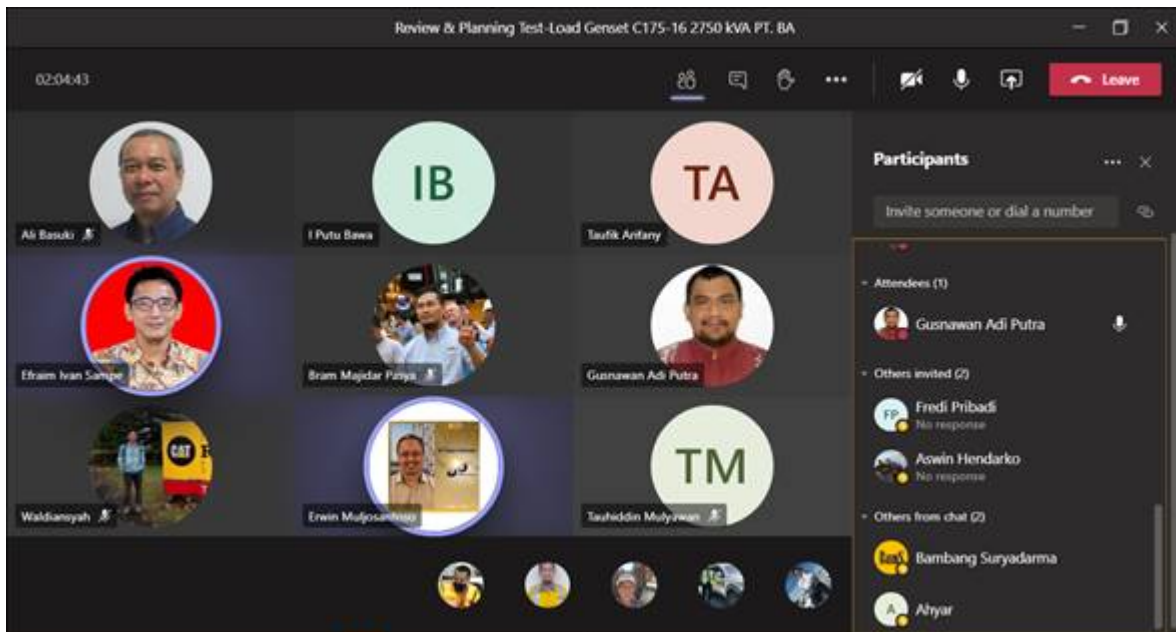 Review & Planning Test-Load Genset C175-16 2750 kVA PT. BA
02:04:43
Leave
IB
TA
Ali Basuki
I Putu Bawa
Taufik Arifany
Efraim Ivan Sampe
Bram Majidar Pasya
Gusnawan Adi Putra
CAT
TM
Waldiansyah
Erwin Muljosantoso
Tauhiddin Mulyawan
Participants
Invite someone or dial a number
Attendees (1)
Gusnawan Adi Putra
Others invited (2)
FP
Fredi Pribadi
No response
Aswin Hendarko
No response
Others from chat (2)
Bambang Suryadarma
A
Ahyar